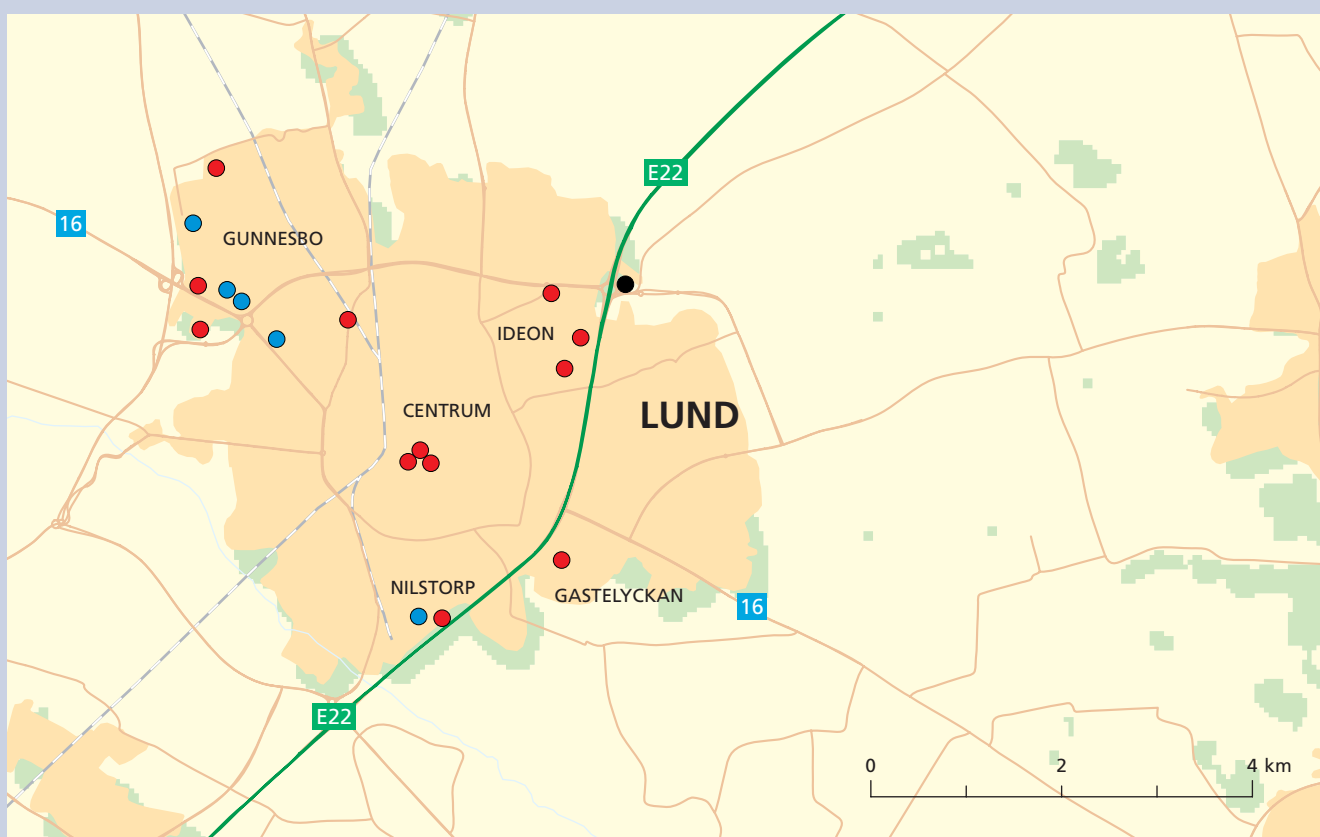 E22
16
GUNNESBO
IDEON
CENTRUM
LUND
NILSTORP
GASTELYCKAN
16
E22
0 2 4 km